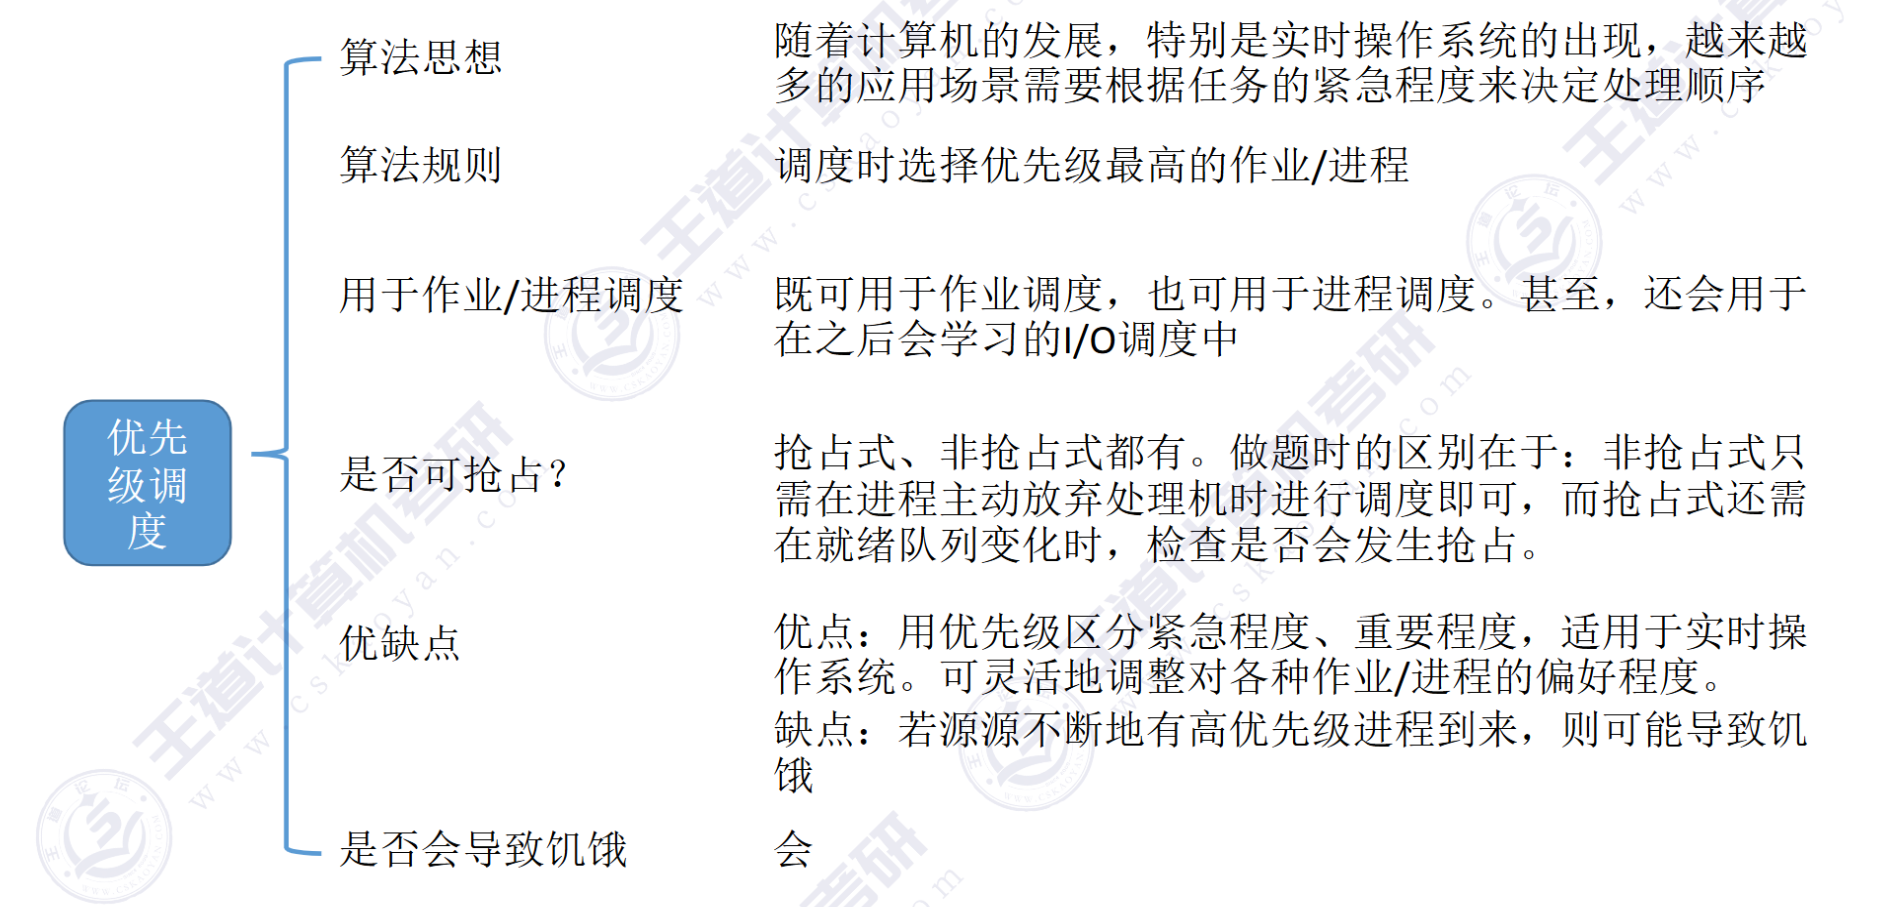 算法思想
随着计算机的发展，特别是实时操作系统的出现，越来越
多的应用场景需要根据任务的紧急程度来决定处理顺序
算法规则
调度时选择优先级最高的作业/进程
用于作业/进程调度
既可用于作业调度，也可用于进程调度。甚至，还会用于
在之后会学习的I/O调度中
优先
级调
度
是否可抢占？
抢占式、非抢占式都有。做题时的区别在于：非抢占式只
需在进程主动放弃处理机时进行调度即可，而抢占式还需
在就绪队列变化时，检查是否会发生抢占。
优缺点
优点：用优先级区分紧急程度、重要程度，适用于实时操
作系统。可灵活地调整对各种作业/进程的偏好程度。
缺点：若源源不断地有高优先级进程到来，则可能导致饥
饿
是否会导致饥饿
会
王道计算机考研
www.cskaoyan.com